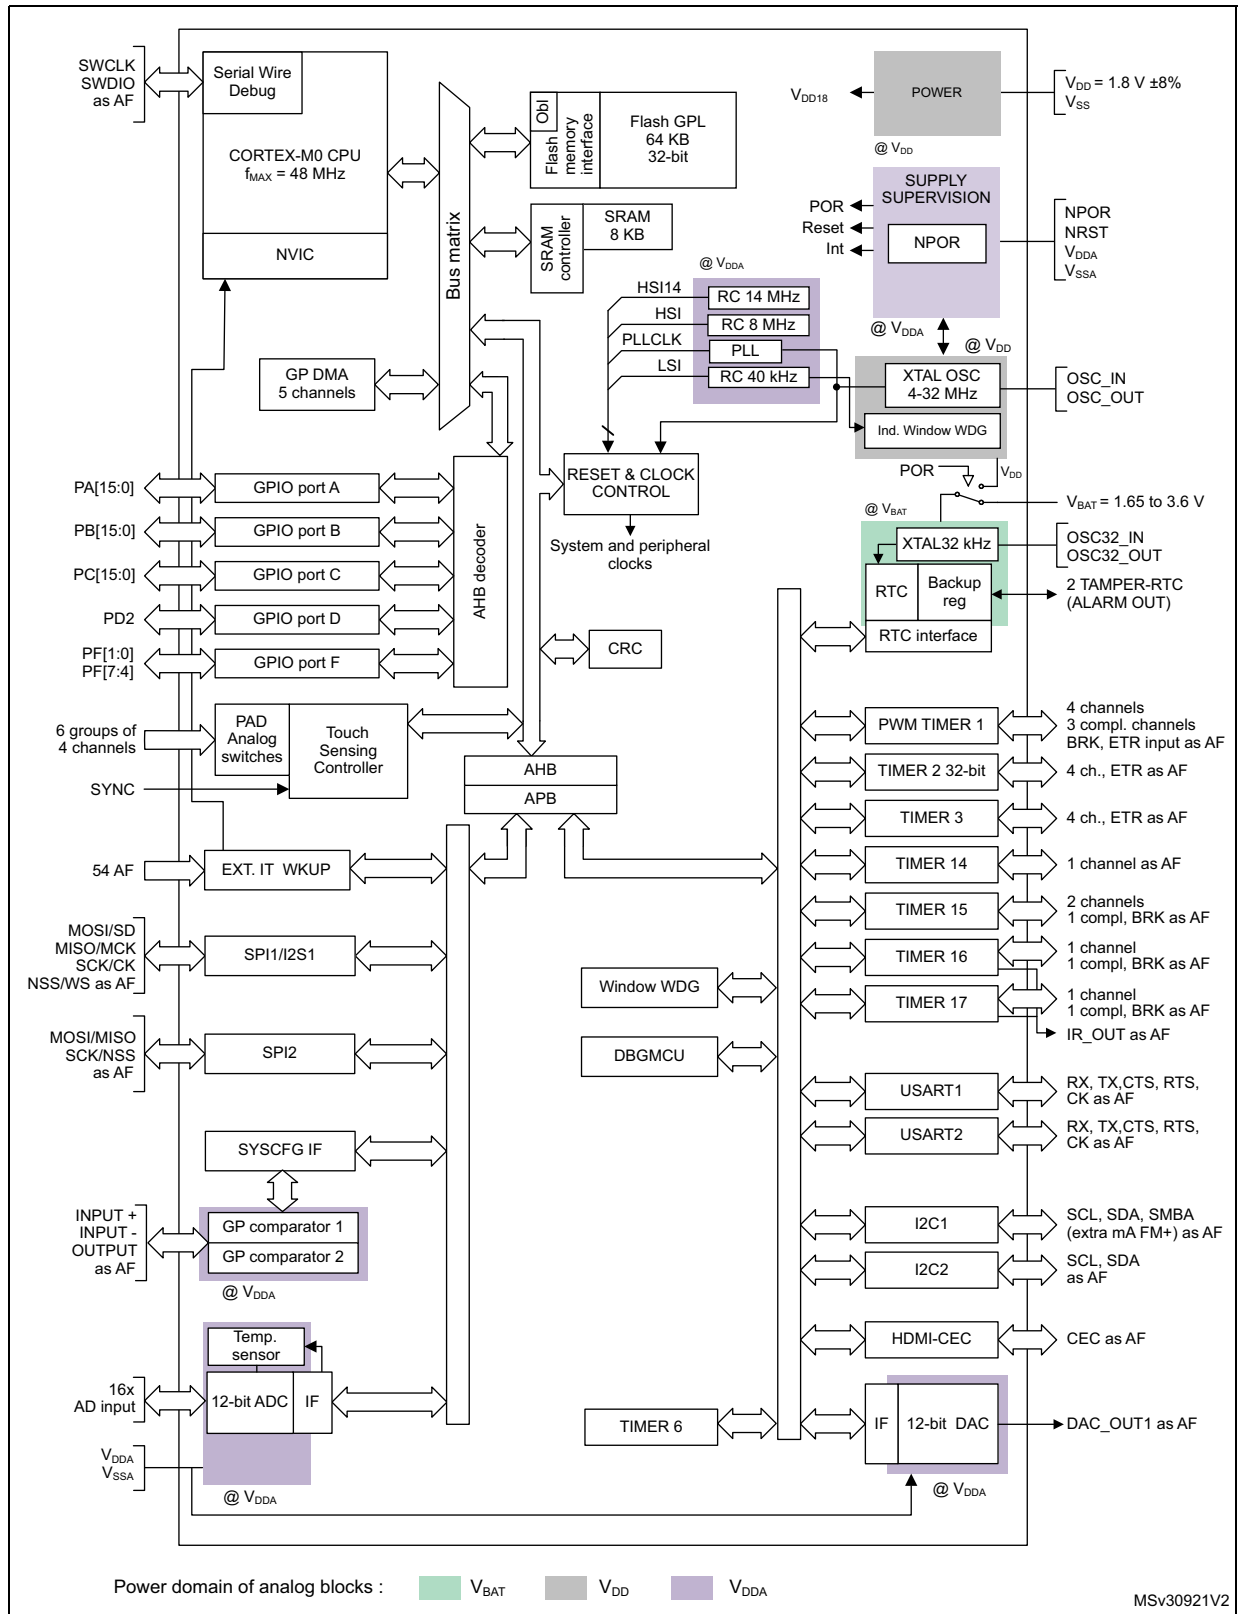 SWCLK
SWDIO
as AF
Serial Wire
Debug
CORTEX-M0 CPU
fMAX = 48 MHz
NVIC
Bus matrix
Obl
Flash
memory
interface
Flash GPL
64 KB
32-bit
SRAM
controller
SRAM
8 KB
VDD18
POWER
VDD = 1.8 V ±8%
VSS
@ VDD
SUPPLY
SUPERVISION
NPOR
POR
Reset
Int
NPOR
NRST
VDDA
VSSA
@ VDDA
@ VDDA
HSI14
HSI
PLLCLK
LSI
RC 14 MHz
RC 8 MHz
PLL
RC 40 kHz
@ VDD
XTAL OSC
4-32 MHz
Ind. Window WDG
OSC_IN
OSC_OUT
GP DMA
5 channels
RESET & CLOCK
CONTROL
System and peripheral
clocks
POR
VDD
VBAT = 1.65 to 3.6 V
@ VBAT
XTAL32 kHz
OSC32_IN
OSC32_OUT
RTC
Backup
reg
RTC interface
2 TAMPER-RTC
(ALARM OUT)
PA[15:0]
GPIO port A
PB[15:0]
GPIO port B
PC[15:0]
GPIO port C
PD2
GPIO port D
PF[1:0]
PF[7:4]
GPIO port F
AHB decoder
CRC
6 groups of
4 channels
SYNC
PAD
Analog
switches
Touch
Sensing
Controller
AHB
APB
PWM TIMER 1
4 channels
3 compl. channels
BRK, ETR input as AF
TIMER 2 32-bit
4 ch., ETR as AF
TIMER 3
4 ch., ETR as AF
TIMER 14
1 channel as AF
TIMER 15
2 channels
1 compl, BRK as AF
TIMER 16
1 channel
1 compl, BRK as AF
TIMER 17
1 channel
1 compl, BRK as AF
IR_OUT as AF
54 AF
EXT. IT WKUP
MOSI/SD
MISO/MCK
SCK/CK
NSS/WS as AF
SPI1/I2S1
MOSI/MISO
SCK/NSS
as AF
SPI2
Window WDG
DBGMCU
USART1
RX, TX,CTS, RTS,
CK as AF
USART2
RX, TX,CTS, RTS,
CK as AF
SYSCFG IF
INPUT +
INPUT -
OUTPUT
as AF
GP comparator 1
GP comparator 2
@ VDDA
I2C1
SCL, SDA, SMBA
(extra mA FM+) as AF
I2C2
SCL, SDA
as AF
HDMI-CEC
CEC as AF
Temp.
sensor
16x
AD input
12-bit ADC
IF
VDDA
VSSA
@ VDDA
TIMER 6
IF
12-bit DAC
DAC_OUT1 as AF
@ VDDA
Power domain of analog blocks :
VBAT
VDD
VDDA
MSv30921V2